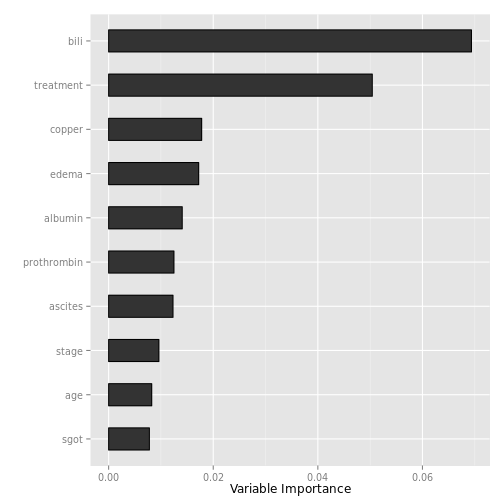 bili
treatment
copper
edema
albumin
prothrombin
ascites
stage
age
sgot
0.00 0.02 0.04 0.06
Variable Importance